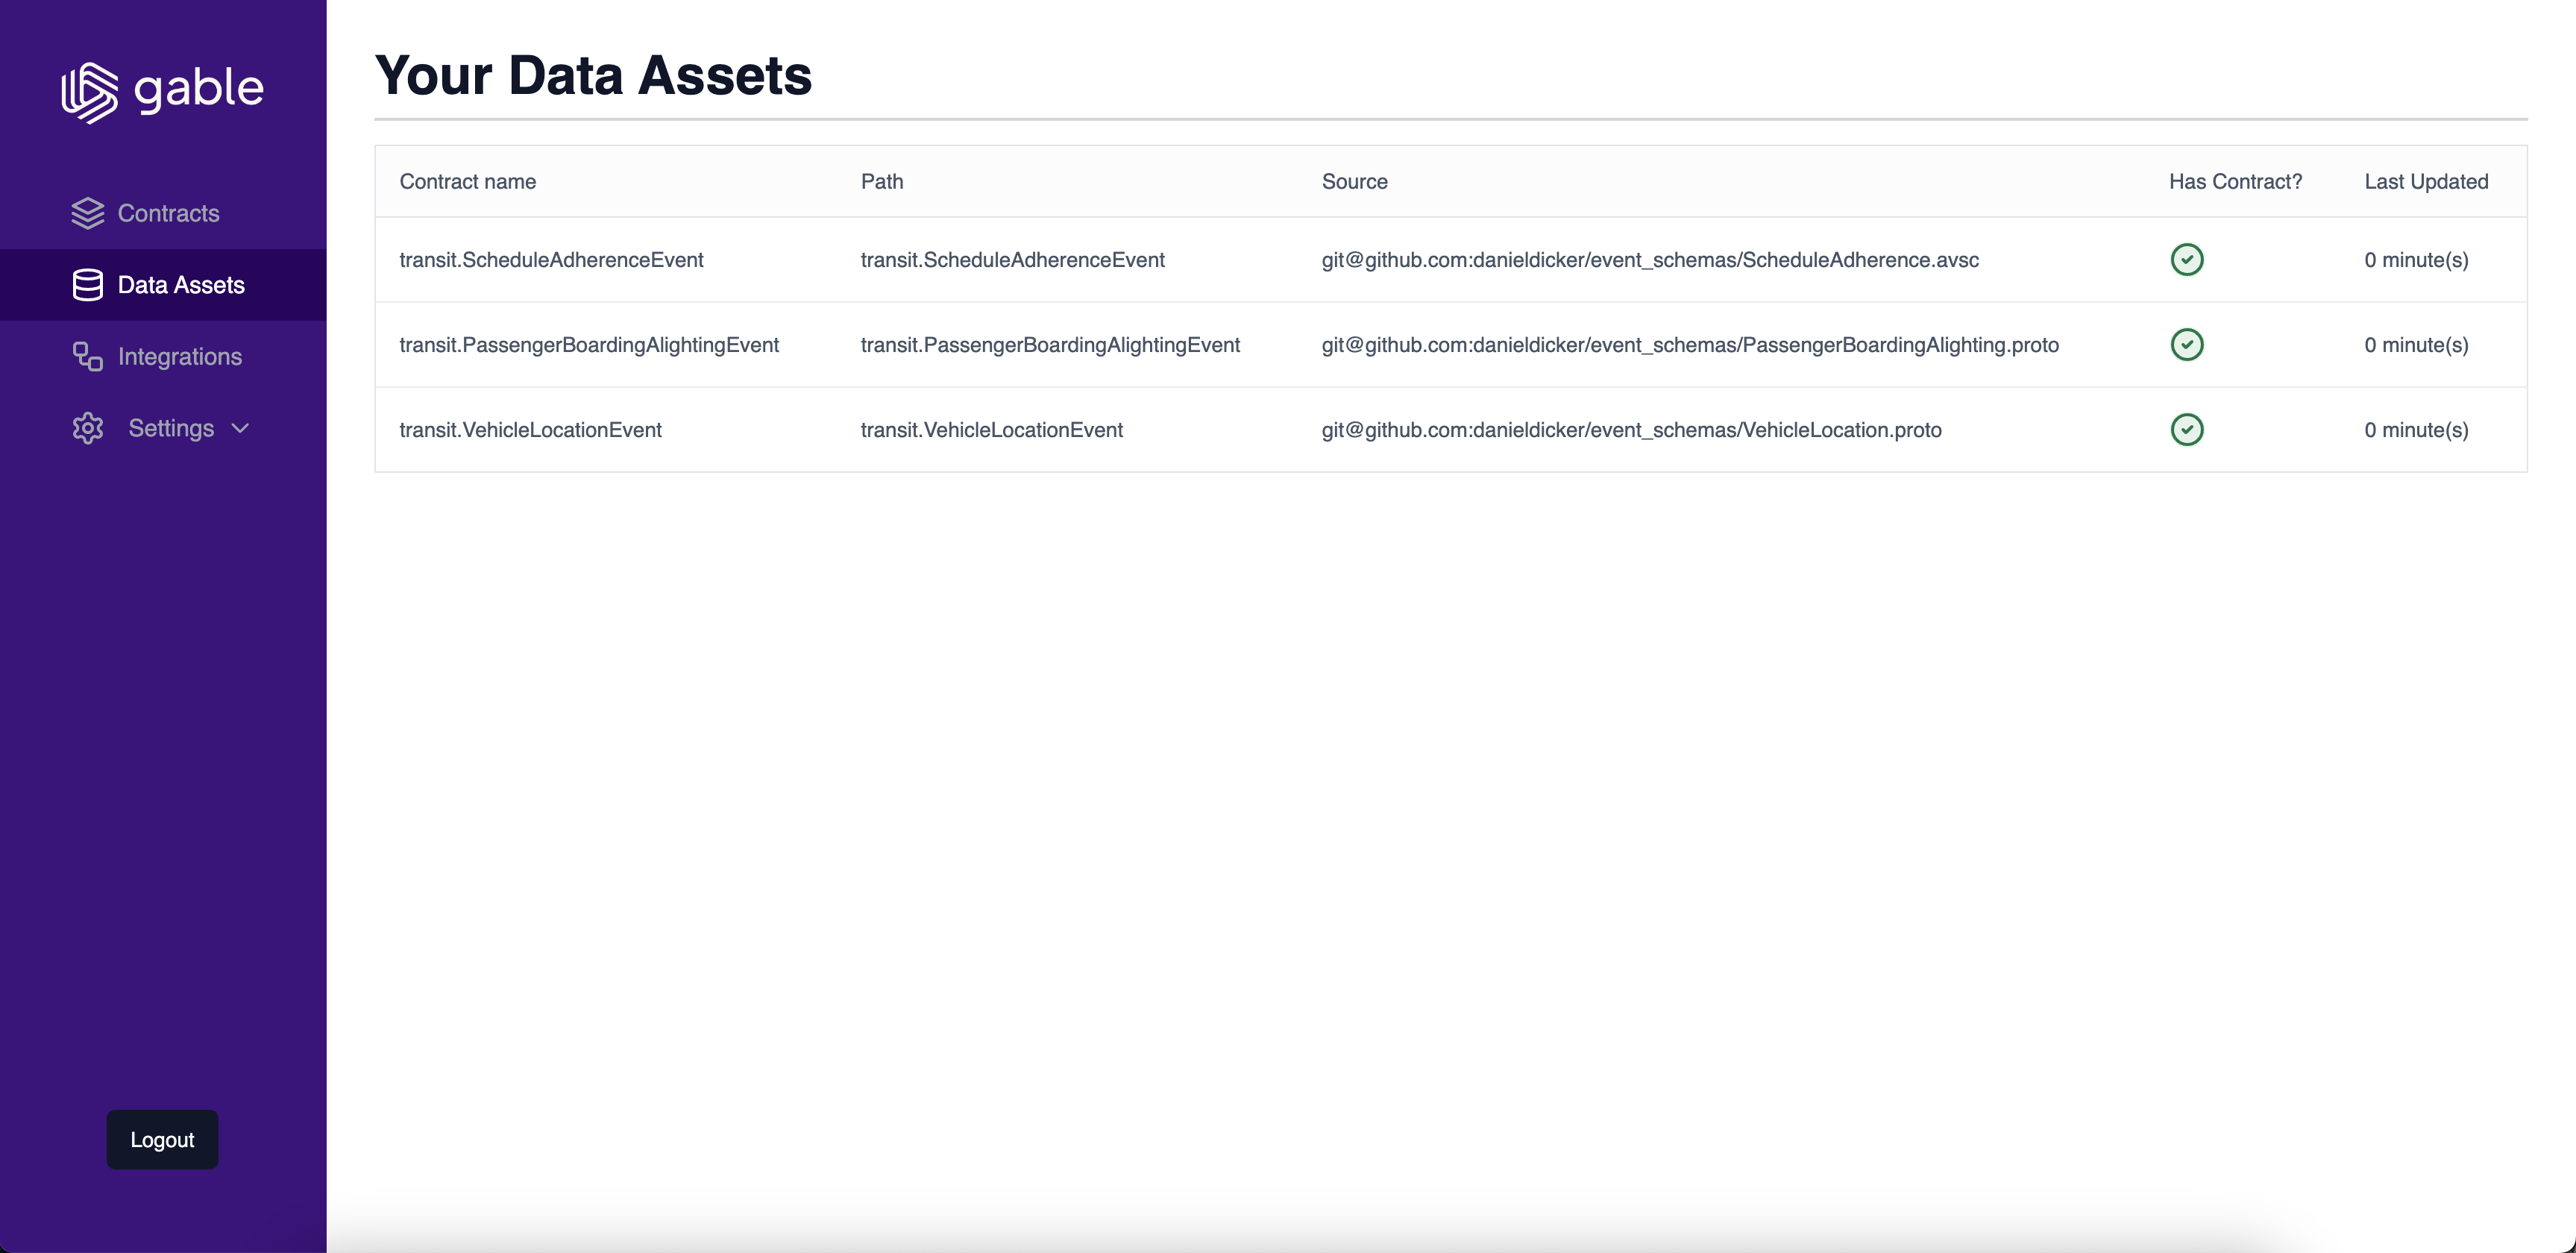 gable
Contracts
Data Assets
Integrations
Settings
Logout
Your Data Assets
Contract name Path Source Has Contract? Last Updated
transit.ScheduleAdherenceEvent transit.ScheduleAdherenceEvent git@github.com:danieldicker/event_schemas/ScheduleAdherence.avsc 0 minute(s)
transit.PassengerBoardingAlightingEvent transit.PassengerBoardingAlightingEvent git@github.com:danieldicker/event_schemas/PassengerBoardingAlighting.proto 0 minute(s)
transit.VehicleLocationEvent transit.VehicleLocationEvent git@github.com:danieldicker/event_schemas/VehicleLocation.proto 0 minute(s)